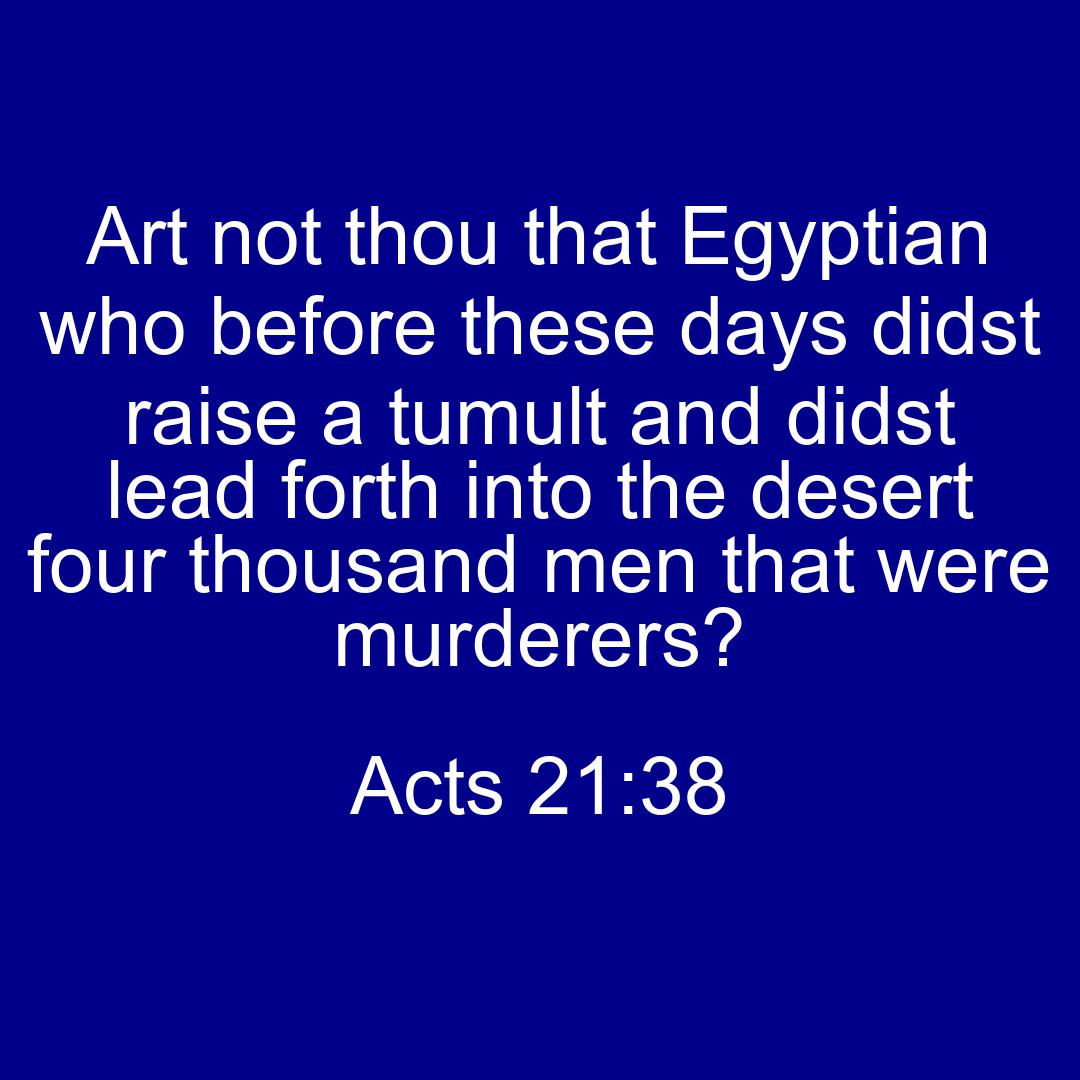 Art not thou that Egyptian
who before these days didst
raise a tumult and didst
lead forth into the desert
four thousand men that were
murderers?
Acts 21:38